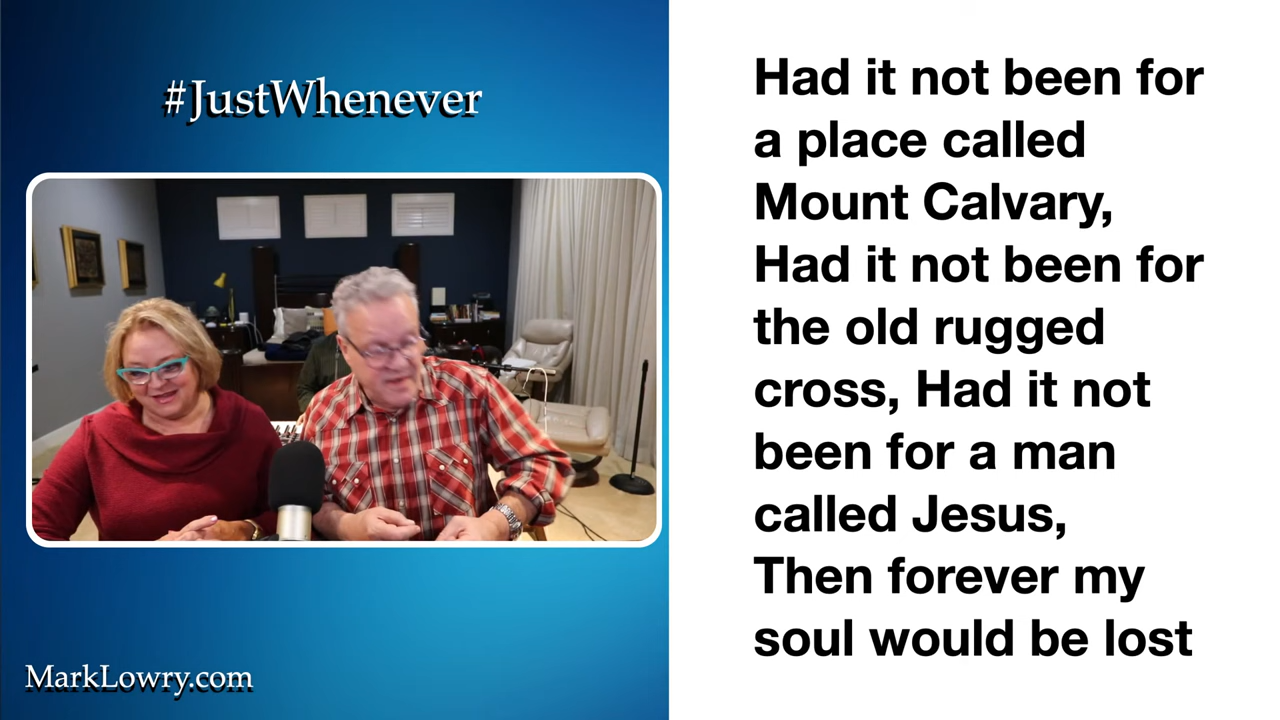 #JustWhenever
MarkLowry.com
Had it not been for
a place called
Mount Calvary,
Had it not been for
the old rugged
cross, Had it not
been for a man
called Jesus,
Then forever my
soul would be lost